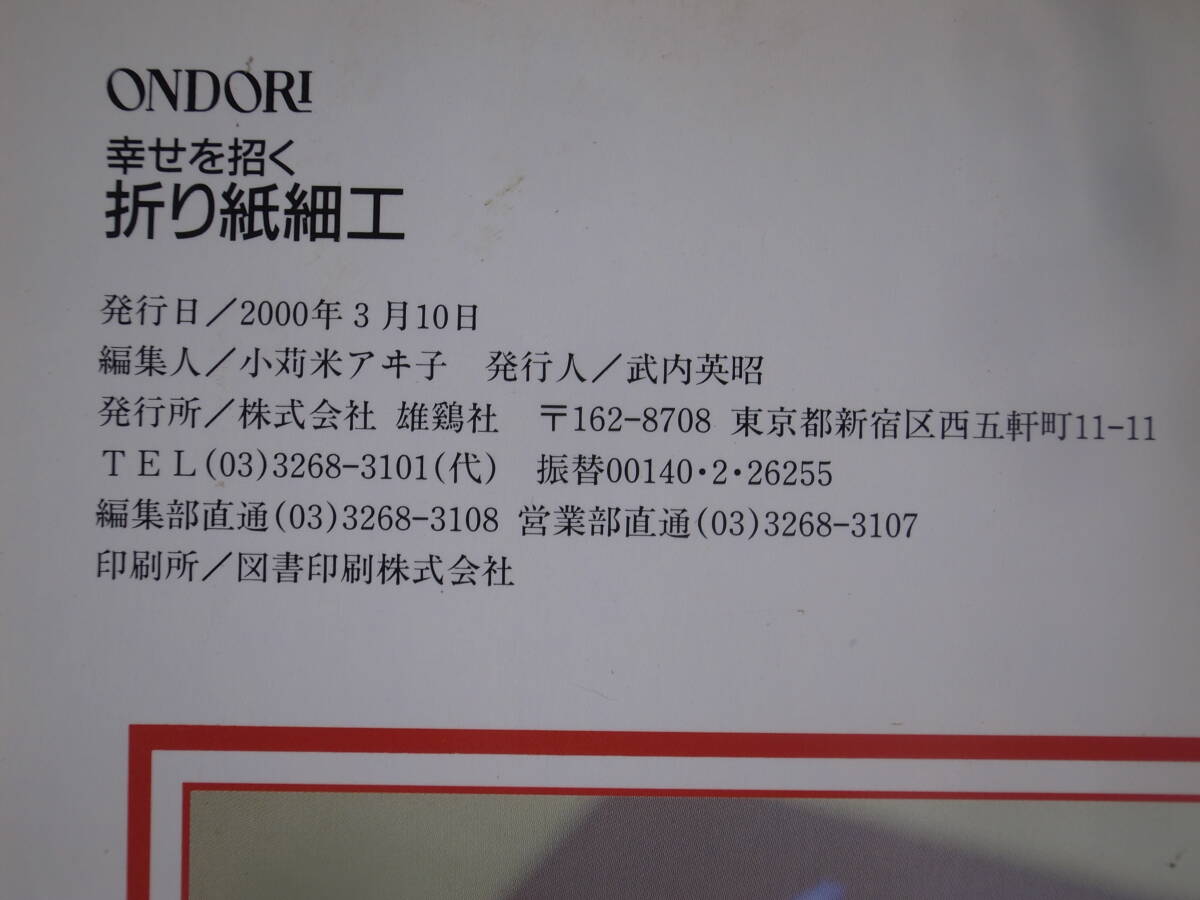 ONDORI
幸せを招く
折り紙細工
発行日／2000年3月10日
編集人／小苅米アヰ子　発行人／武内英昭
発行所／株式会社 雄鷄社　〒162-8708 東京都新宿区西五軒町11-11
ＴＥＬ(03)3268-3101(代)　振替00140・2・26255
編集部直通(03)3268-3108 営業部直通(03)3268-3107
印刷所／図書印刷株式会社